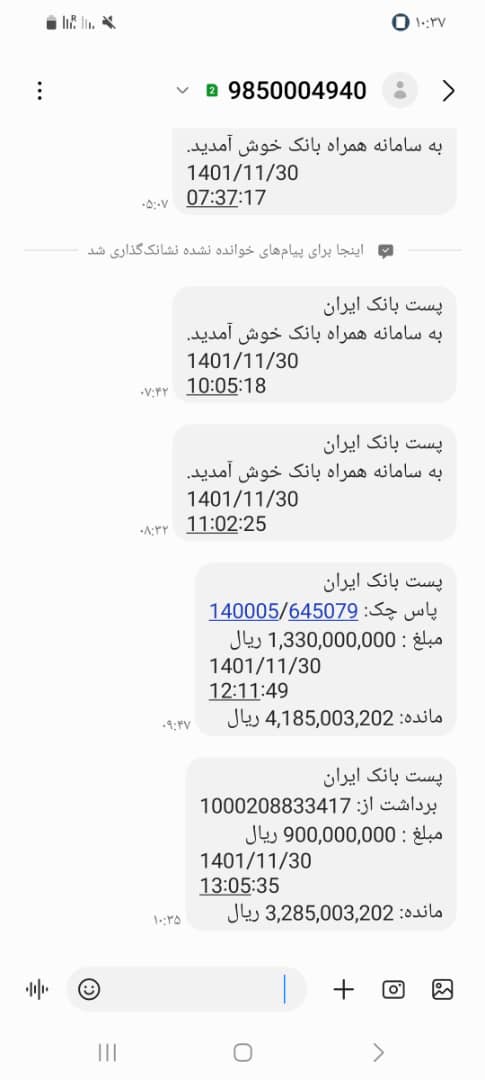 ۱۰:۳۷
9850004940
2
به سامانه همراه بانک خوش آمدید.
1401/11/30
07:37:17
۰۵:۰۷
اینجا برای پیام‌های خوانده نشده نشانک‌گذاری شد
پست بانک ایران
به سامانه همراه بانک خوش آمدید.
1401/11/30
10:05:18
۰۷:۴۲
پست بانک ایران
به سامانه همراه بانک خوش آمدید.
1401/11/30
11:02:25
۰۸:۳۲
پست بانک ایران
پاس چک: 140005/645079
مبلغ : 1,330,000,000 ریال
1401/11/30
12:11:49
مانده: 4,185,003,202 ریال
۰۹:۴۷
پست بانک ایران
برداشت از: 1000208833417
مبلغ : 900,000,000 ریال
1401/11/30
13:05:35
مانده: 3,285,003,202 ریال
۱۰:۳۵